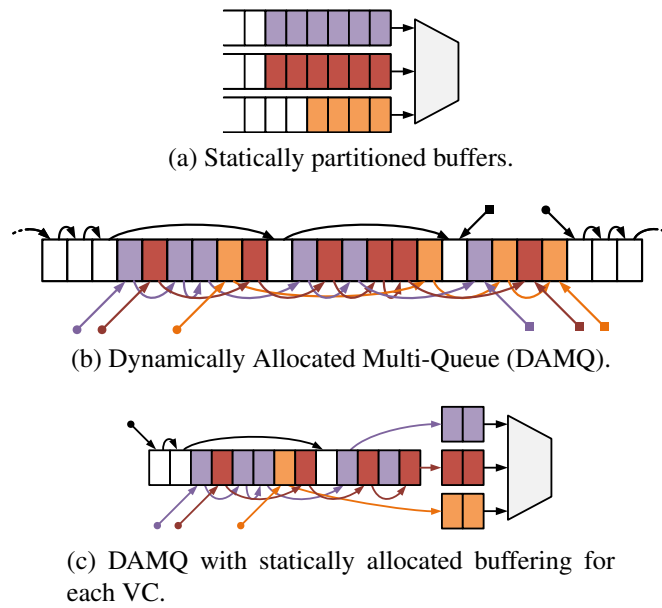 (a) Statically partitioned buffers.
(b) Dynamically Allocated Multi-Queue (DAMQ).
(c) DAMQ with statically allocated buffering for
each VC.